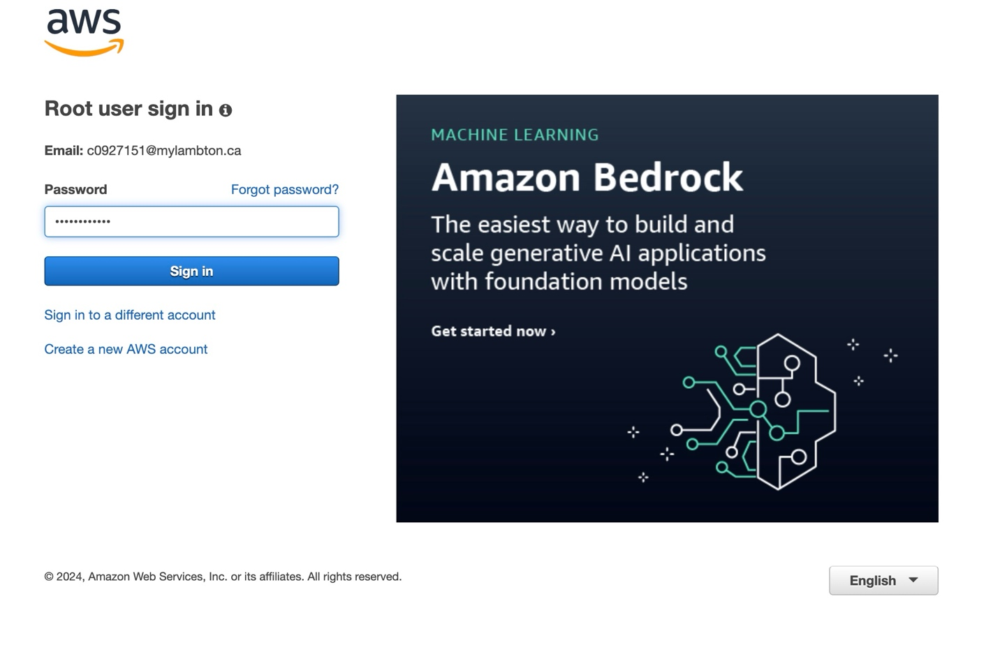 aws
Root user sign in
Email: c0927151@mylambton.ca
Password
Forgot password?
••••••••••••
Sign in
Sign in to a different account
Create a new AWS account
MACHINE LEARNING
Amazon Bedrock
The easiest way to build and
scale generative AI applications
with foundation models
Get started now ›
© 2024, Amazon Web Services, Inc. or its affiliates. All rights reserved.
English